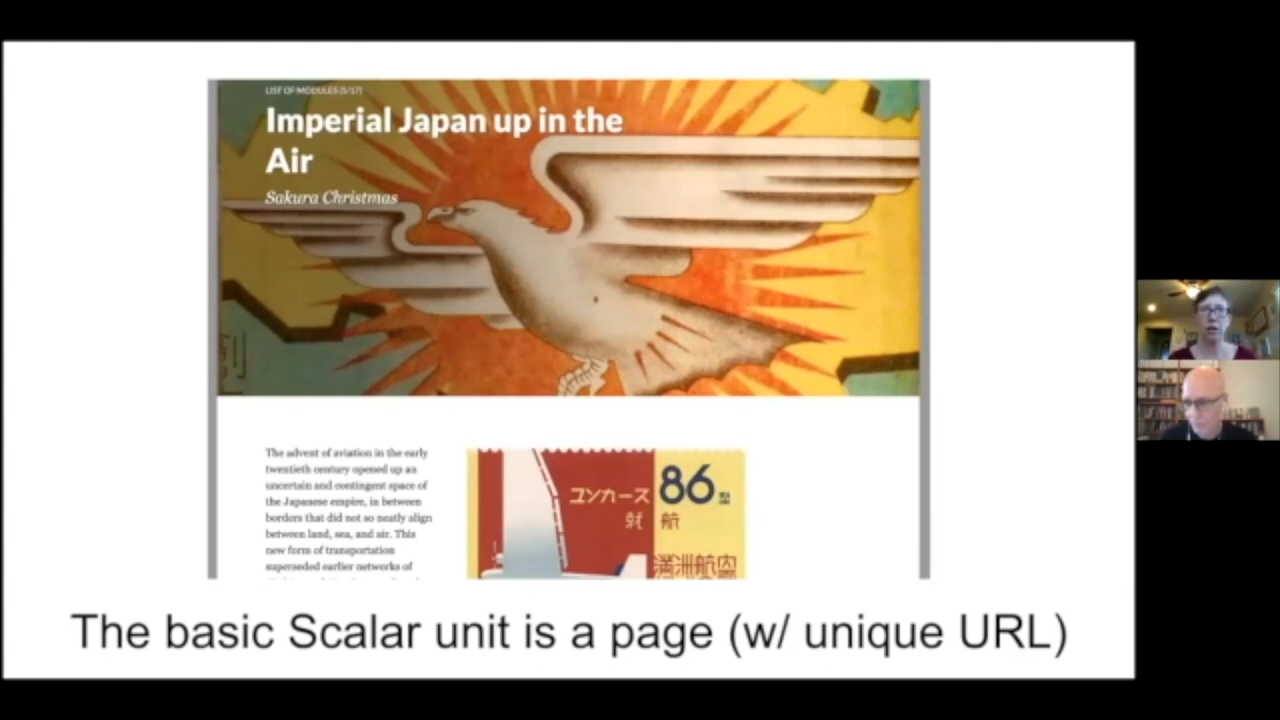 LIST OF MODULES (5/17)
Imperial Japan up in the
Air
Sakura Christmas
The advent of aviation in the early
twentieth century opened up an
uncertain and contingent space of
the Japanese empire, in between
borders that did not so neatly align
between land, sea, and air. This
new form of transportation
superseded earlier networks of
ユンカース 86
就 航
満洲航空
The basic Scalar unit is a page (w/ unique URL)